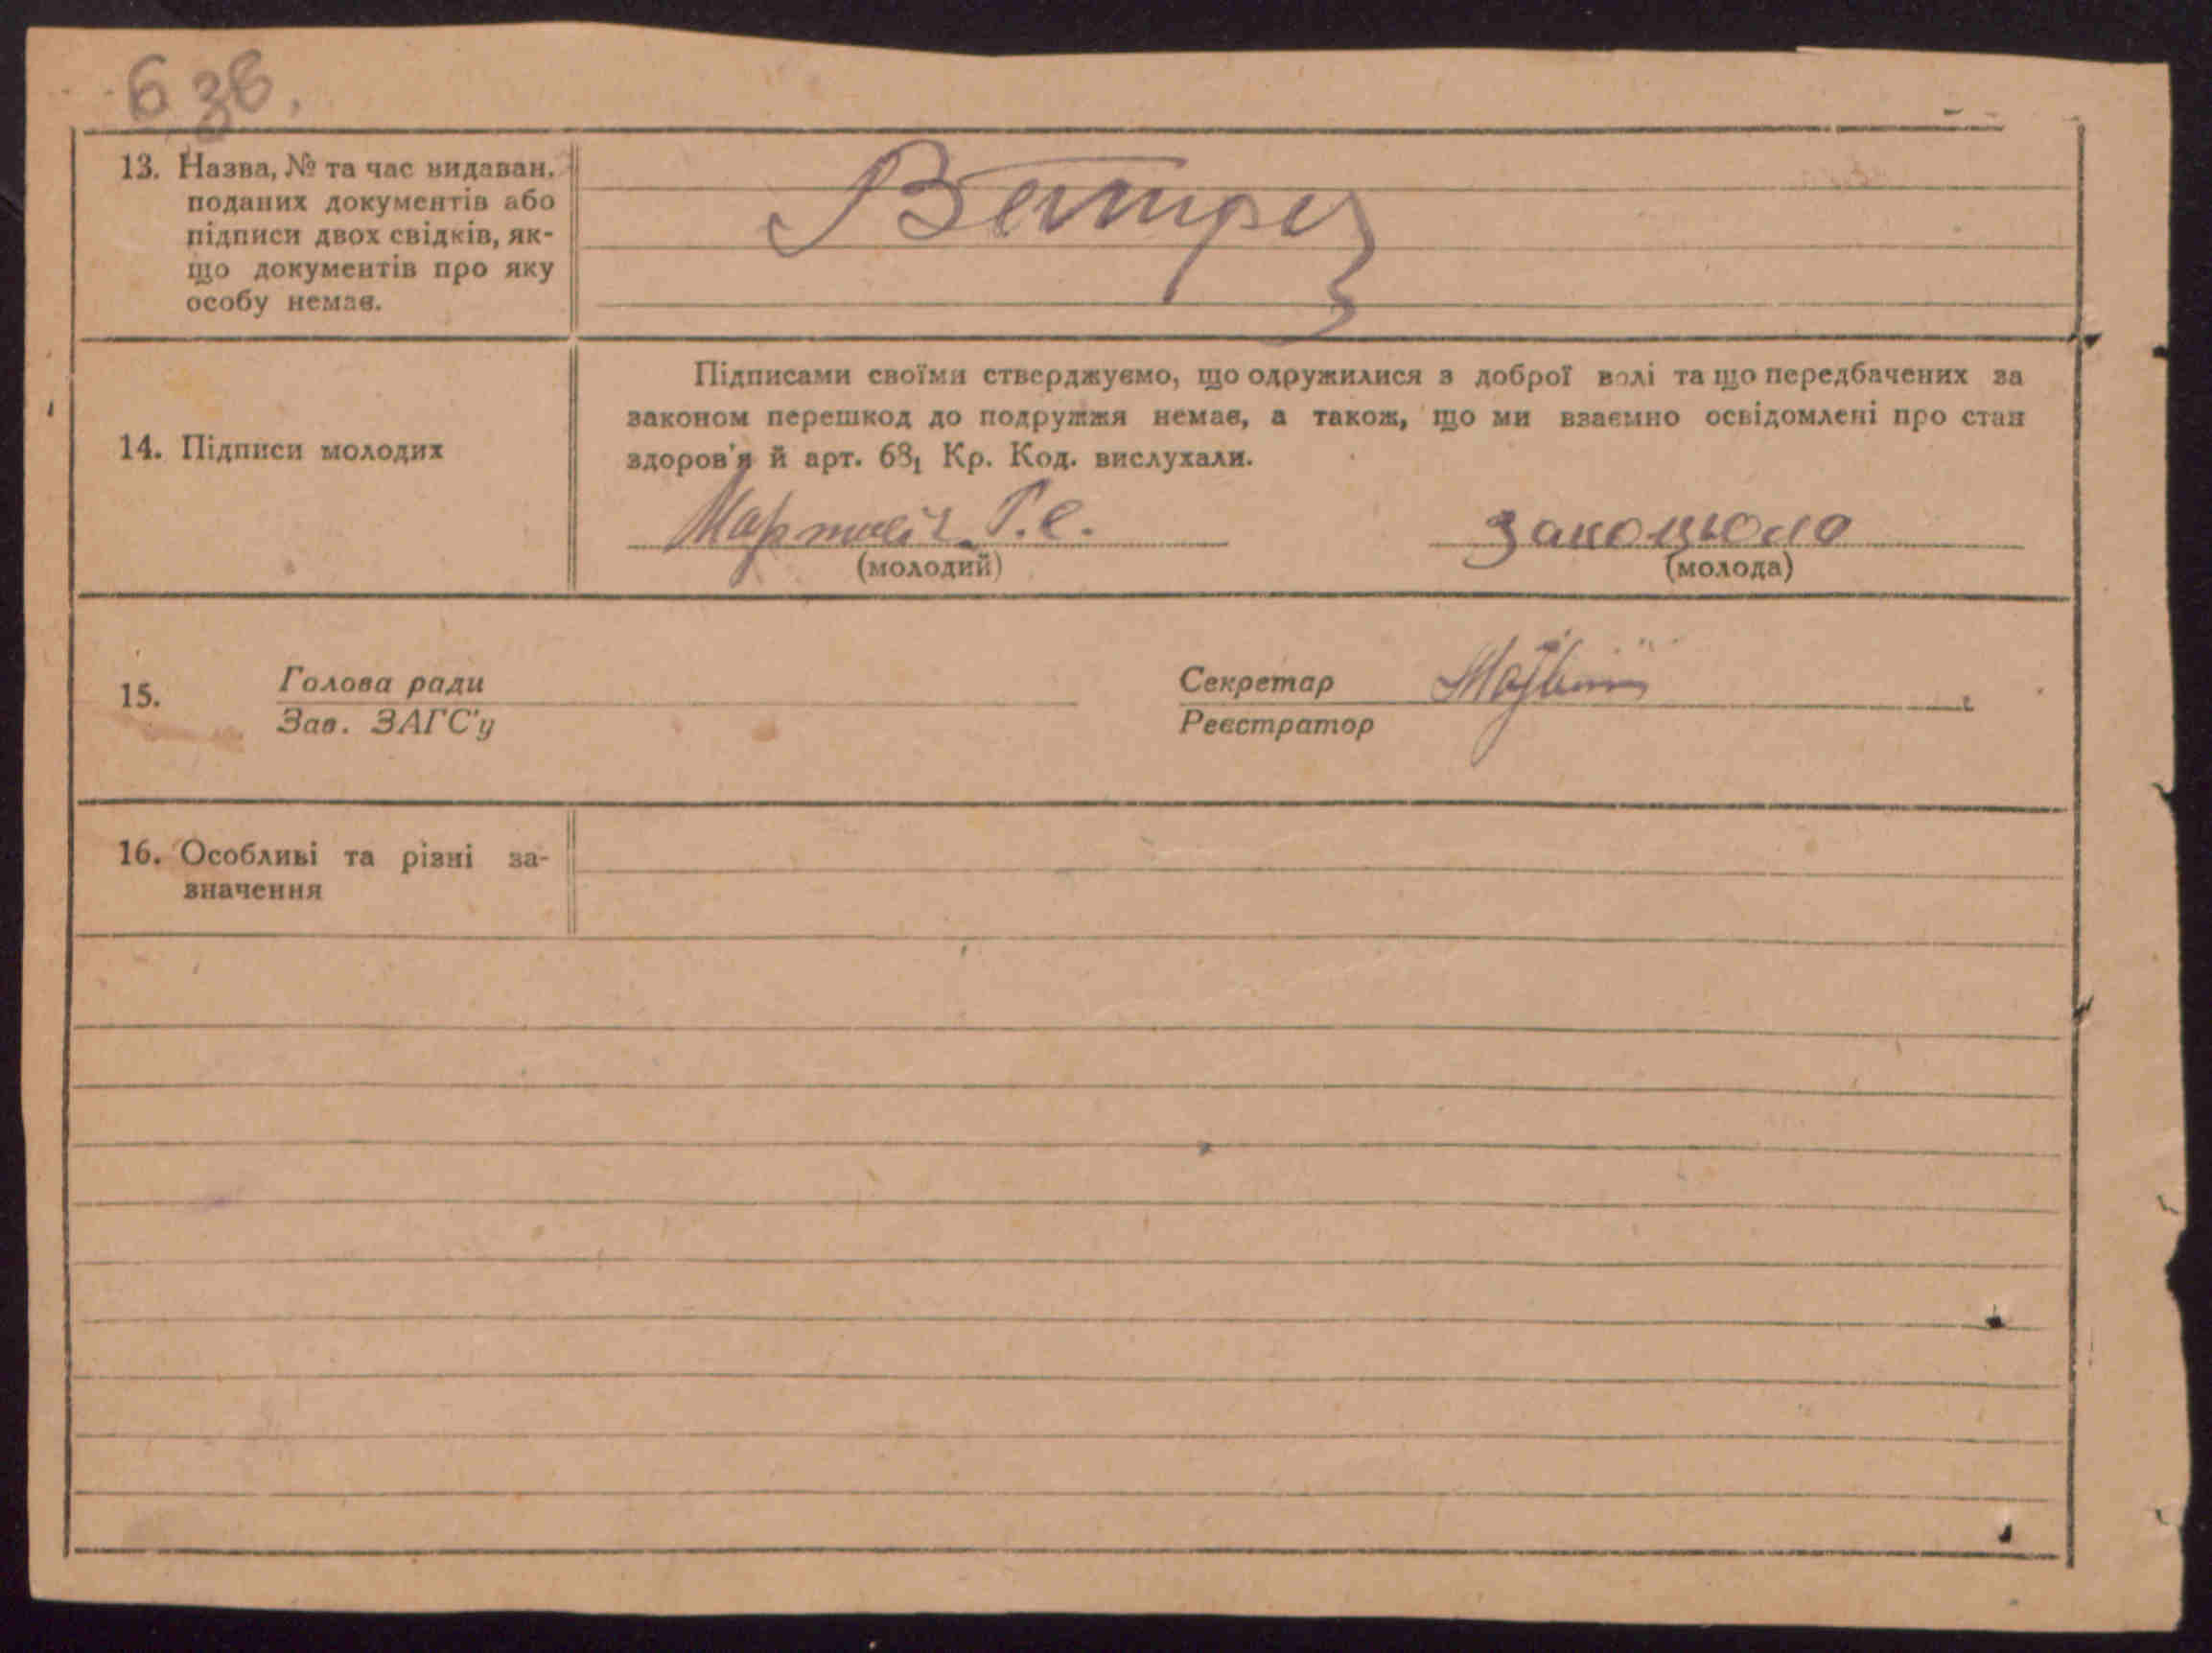 6 38.
13. Назва, № та час видаван.
поданих документів або
підписи двох свідків, як-
що документів про яку
особу немає.
14. Підписи молодих
Підписами своїми стверджуємо, що одружилися з доброї волі та що передбачених за
законом перешкод до подружжя немає, а також, що ми взаємно освідомлені про стан
здоров'я й арт. 68₁ Кр. Код. вислухали.
Г. Є.
(молодий)
закоцюло
(молода)
15.
Голова ради
Зав. ЗАГС'у
Секретар
Реєстратор
16. Особливі та різні за-
значення